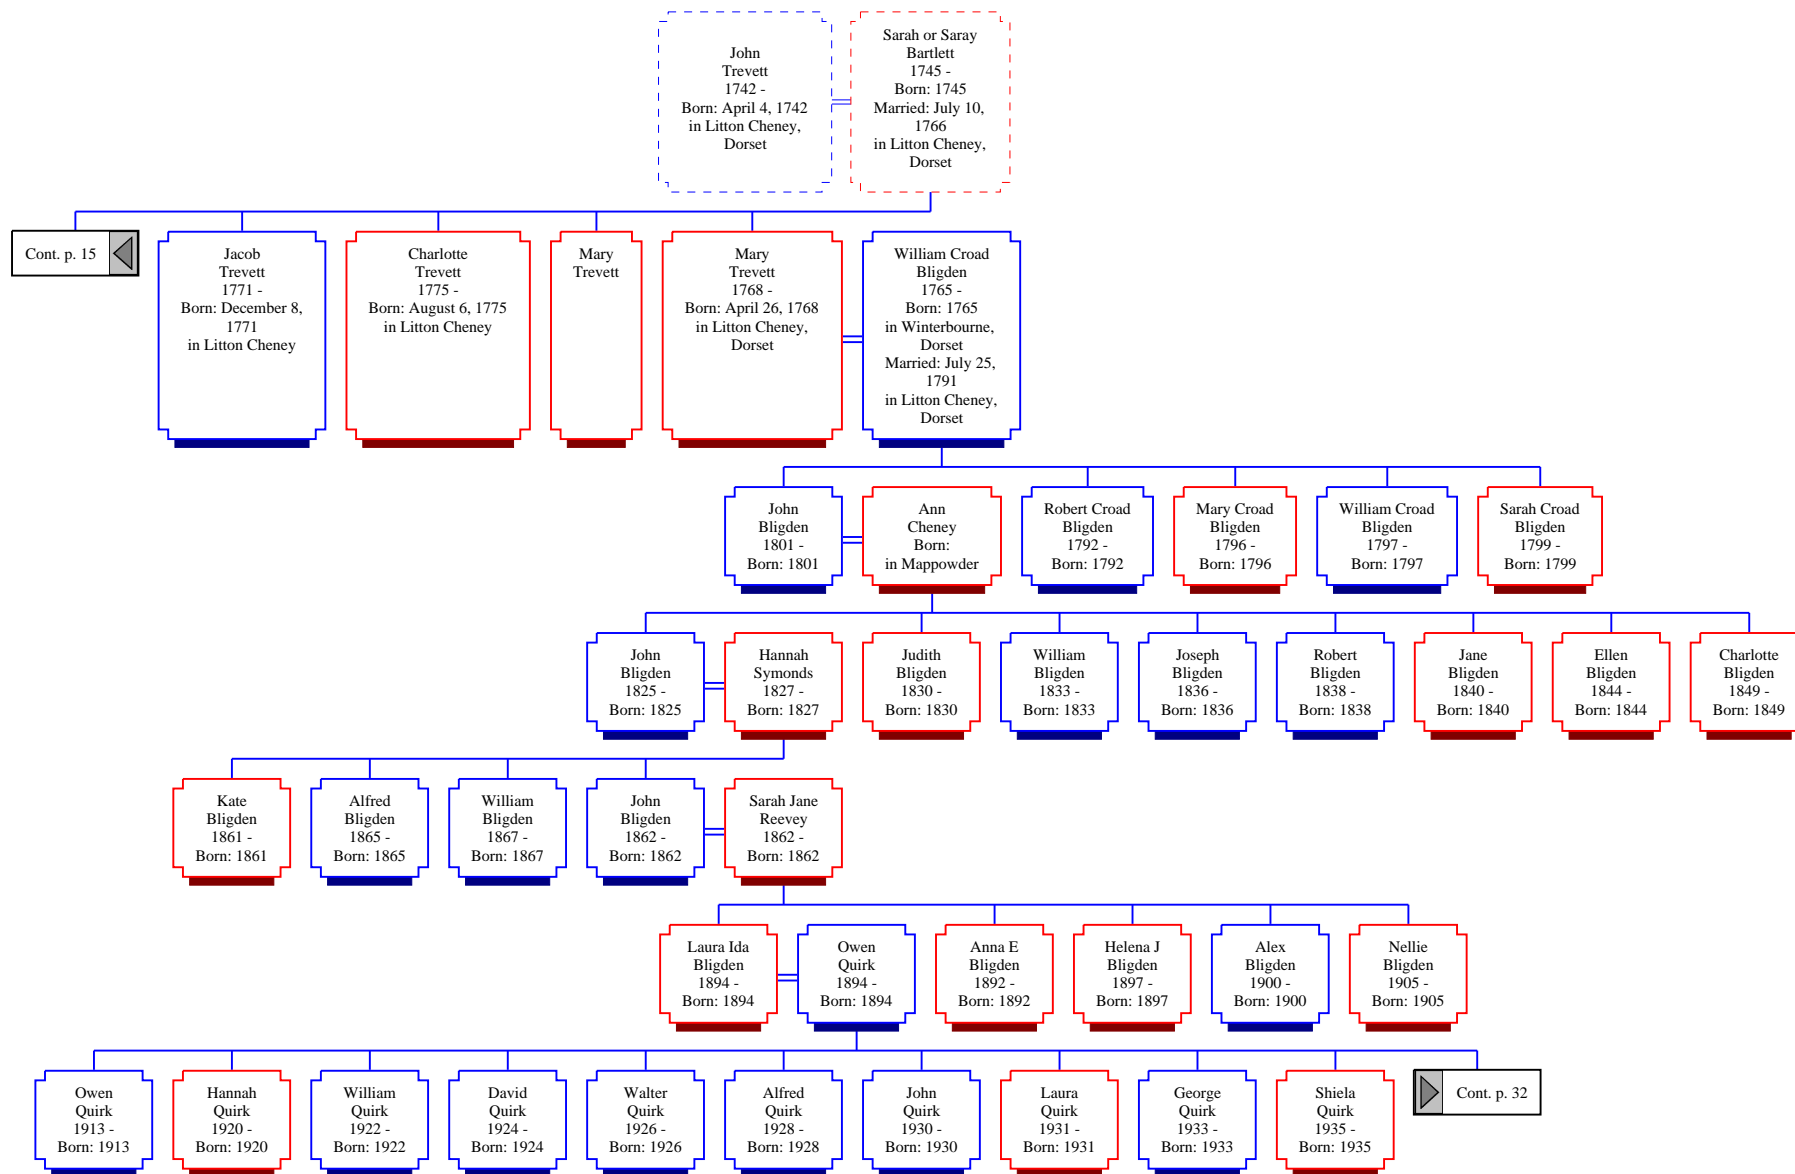 John
Trevett
1742 -
Born: April 4, 1742
in Litton Cheney,
Dorset
Sarah or Saray
Bartlett
1745 -
Born: 1745
Married: July 10,
1766
in Litton Cheney,
Dorset
Cont. p. 15
Jacob
Trevett
1771 -
Born: December 8,
1771
in Litton Cheney
Charlotte
Trevett
1775 -
Born: August 6, 1775
in Litton Cheney
Mary
Trevett
Mary
Trevett
1768 -
Born: April 26, 1768
in Litton Cheney,
Dorset
William Croad
Bligden
1765 -
Born: 1765
in Winterbourne,
Dorset
Married: July 25,
1791
in Litton Cheney,
Dorset
John
Bligden
1801 -
Born: 1801
Ann
Cheney
Born:
in Mappowder
Robert Croad
Bligden
1792 -
Born: 1792
Mary Croad
Bligden
1796 -
Born: 1796
William Croad
Bligden
1797 -
Born: 1797
Sarah Croad
Bligden
1799 -
Born: 1799
John
Bligden
1825 -
Born: 1825
Hannah
Symonds
1827 -
Born: 1827
Judith
Bligden
1830 -
Born: 1830
William
Bligden
1833 -
Born: 1833
Joseph
Bligden
1836 -
Born: 1836
Robert
Bligden
1838 -
Born: 1838
Jane
Bligden
1840 -
Born: 1840
Ellen
Bligden
1844 -
Born: 1844
Charlotte
Bligden
1849 -
Born: 1849
Kate
Bligden
1861 -
Born: 1861
Alfred
Bligden
1865 -
Born: 1865
William
Bligden
1867 -
Born: 1867
John
Bligden
1862 -
Born: 1862
Sarah Jane
Reevey
1862 -
Born: 1862
Laura Ida
Bligden
1894 -
Born: 1894
Owen
Quirk
1894 -
Born: 1894
Anna E
Bligden
1892 -
Born: 1892
Helena J
Bligden
1897 -
Born: 1897
Alex
Bligden
1900 -
Born: 1900
Nellie
Bligden
1905 -
Born: 1905
Owen
Quirk
1913 -
Born: 1913
Hannah
Quirk
1920 -
Born: 1920
William
Quirk
1922 -
Born: 1922
David
Quirk
1924 -
Born: 1924
Walter
Quirk
1926 -
Born: 1926
Alfred
Quirk
1928 -
Born: 1928
John
Quirk
1930 -
Born: 1930
Laura
Quirk
1931 -
Born: 1931
George
Quirk
1933 -
Born: 1933
Shiela
Quirk
1935 -
Born: 1935
Cont. p. 32